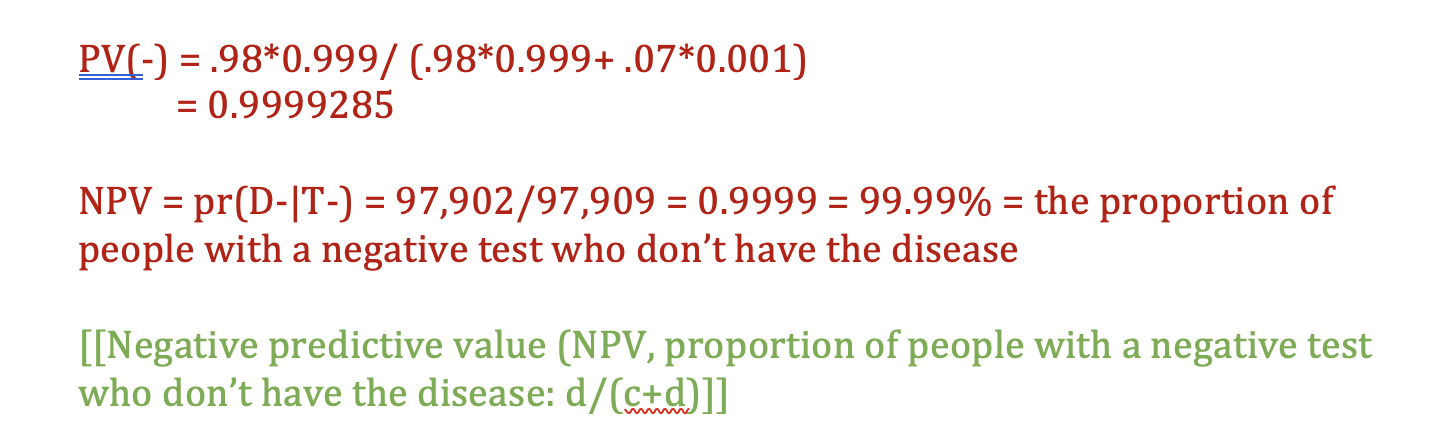 PV(-) = .98*0.999/ (.98*0.999+ .07*0.001)
= 0.9999285
NPV = pr(D-|T-) = 97,902/97,909 = 0.9999 = 99.99% = the proportion of
people with a negative test who don’t have the disease
[[Negative predictive value (NPV, proportion of people with a negative test
who don’t have the disease: d/(c+d)]]